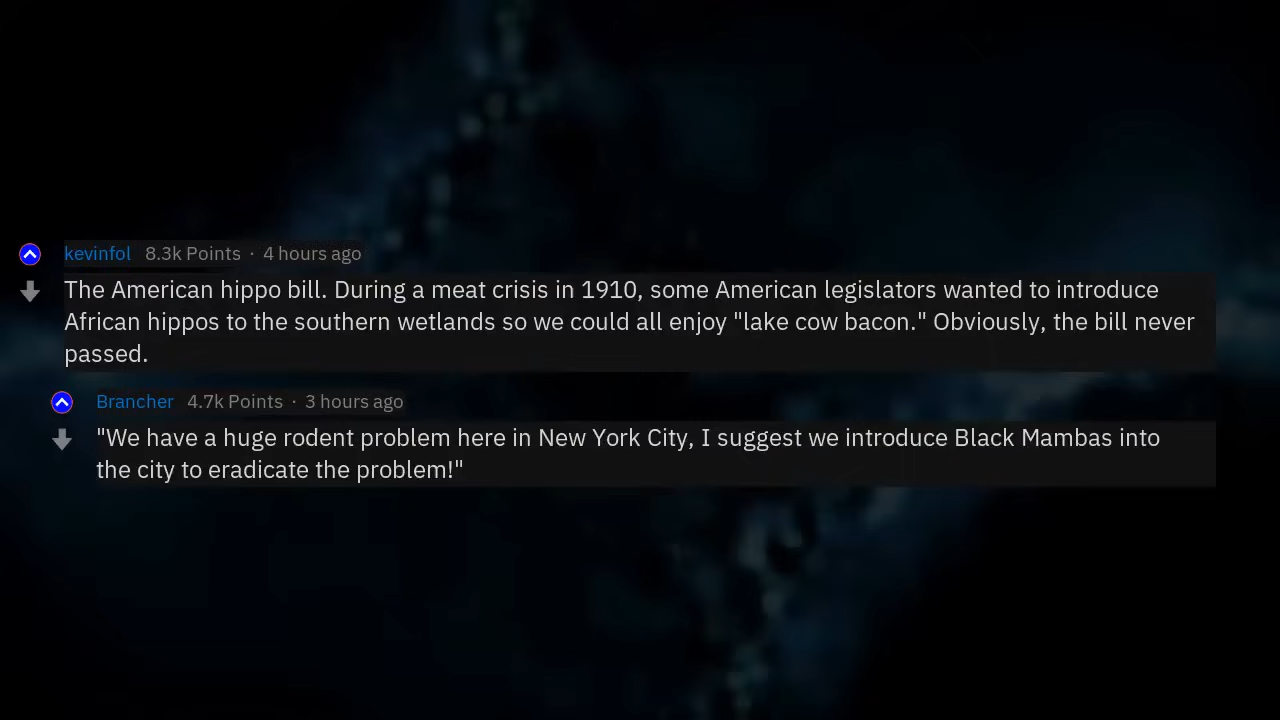 kevinfol 8.3k Points · 4 hours ago
The American hippo bill. During a meat crisis in 1910, some American legislators wanted to introduce
African hippos to the southern wetlands so we could all enjoy "lake cow bacon." Obviously, the bill never
passed.
Brancher 4.7k Points · 3 hours ago
"We have a huge rodent problem here in New York City, I suggest we introduce Black Mambas into
the city to eradicate the problem!"